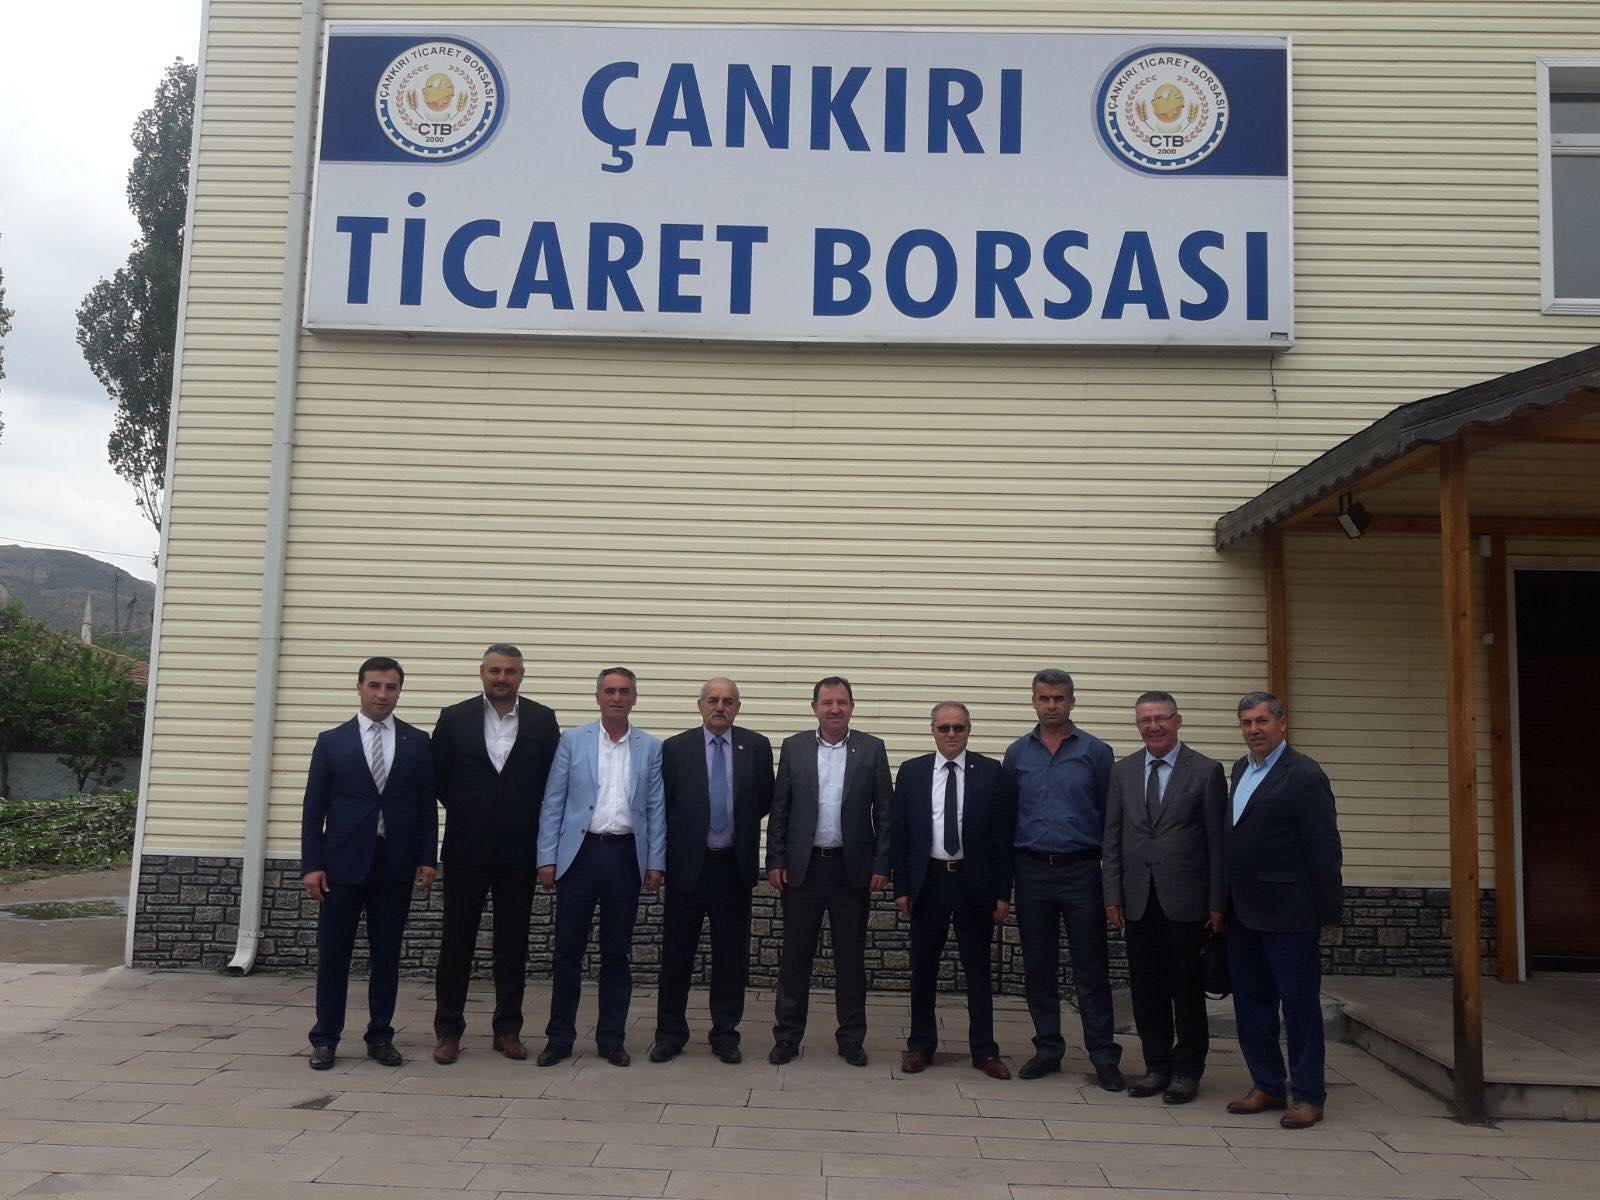 ÇANKIRI
TİCARET BORSASI
ÇANKIRI TİCARET BORSASI
CTB
2000
ÇANKIRI TİCARET BORSASI
CTB
2000